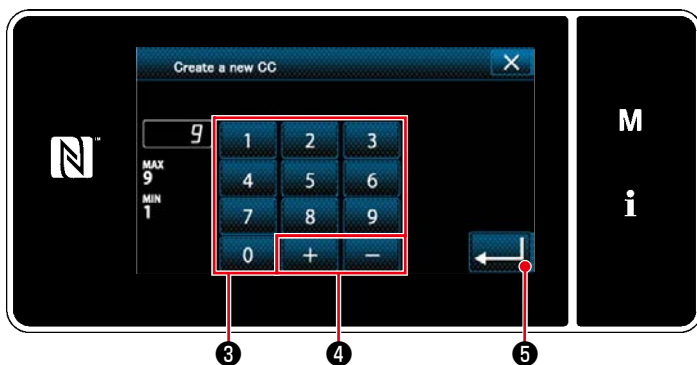 Create a new CC
X
9
MAX
9
MIN
1
1 2 3
4 5 6
7 8 9
0 + −
N™
M
i
❸ ❹ ❺